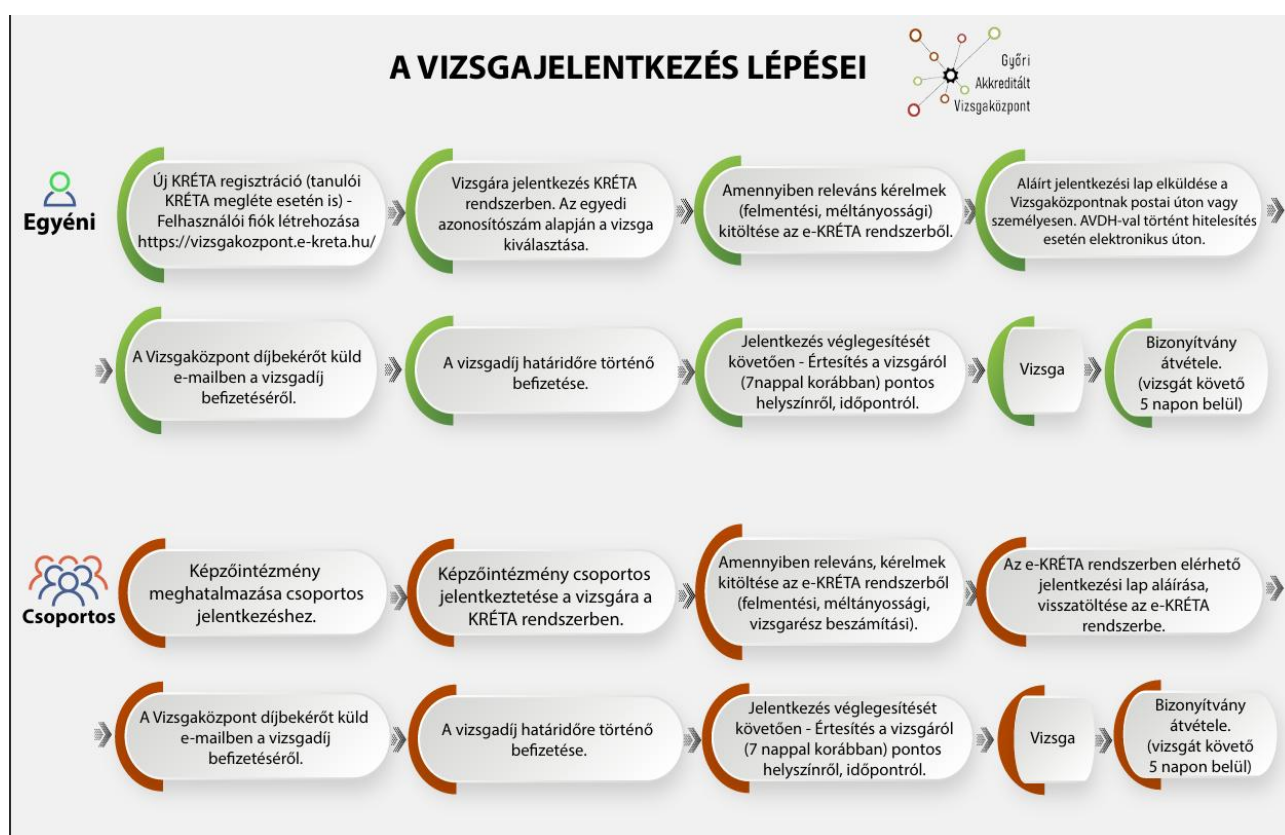 A VIZSGAJELENTKEZÉS LÉPÉSEI
Győri
Akkreditált
Vizsgaközpont
Egyéni
Új KRÉTA regisztráció (tanulói
KRÉTA megléte esetén is) -
Felhasználói fiók létrehozása
https://vizsgakozpont.e-kreta.hu/
Vizsgára jelentkezés KRÉTA
rendszerben. Az egyedi
azonosítószám alapján a vizsga
kiválasztása.
Amennyiben releváns kérelmek
(felmentési, méltányossági)
kitöltése az e-KRÉTA rendszerből.
Aláírt jelentkezési lap elküldése a
Vizsgaközpontnak postai úton vagy
személyesen. AVDH-val történt hitelesítés
esetén elektronikus úton.
A Vizsgaközpont díjbekérőt küld
e-mailben a vizsgadíj
befizetéséről.
A vizsgadíj határidőre történő
befizetése.
Jelentkezés véglegesítését
követően - Értesítés a vizsgáról
(7nappal korábban) pontos
helyszínről, időpontról.
Vizsga
Bizonyítvány
átvétele.
(vizsgát követő
5 napon belül)
Csoportos
Képzőintézmény
meghatalmazása csoportos
jelentkezéshez.
Képzőintézmény csoportos
jelentkeztetése a vizsgára a
KRÉTA rendszerben.
Amennyiben releváns, kérelmek
kitöltése az e-KRÉTA rendszerből
(felmentési, méltányossági,
vizsgarész beszámítási).
Az e-KRÉTA rendszerben elérhető
jelentkezési lap aláírása,
visszatöltése az e-KRÉTA
rendszerbe.
A Vizsgaközpont díjbekérőt küld
e-mailben a vizsgadíj
befizetéséről.
A vizsgadíj határidőre történő
befizetése.
Jelentkezés véglegesítését
követően - Értesítés a vizsgáról
(7 nappal korábban) pontos
helyszínről, időpontról.
Vizsga
Bizonyítvány
átvétele.
(vizsgát követő
5 napon belül)